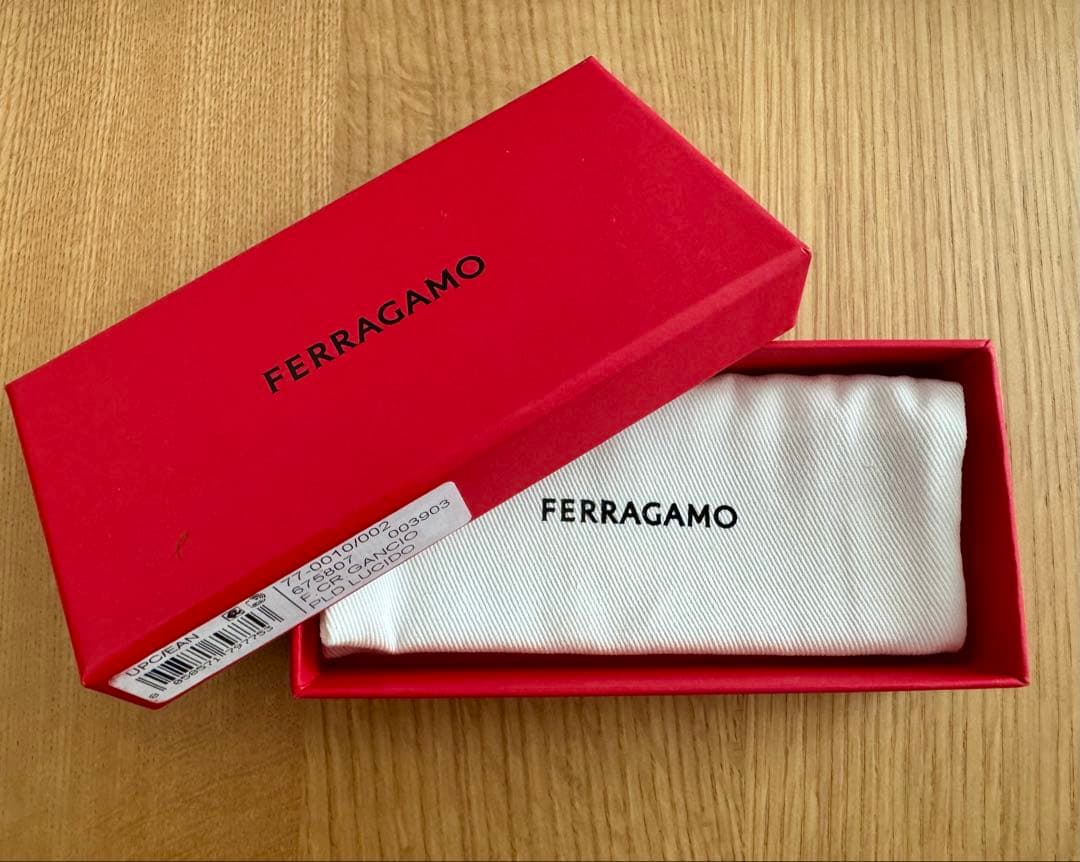 FERRAGAMO
FERRAGAMO
77-0010/002
675807 003903
F.CR GANCIO
PLD LUCIDO
UPC/EAN